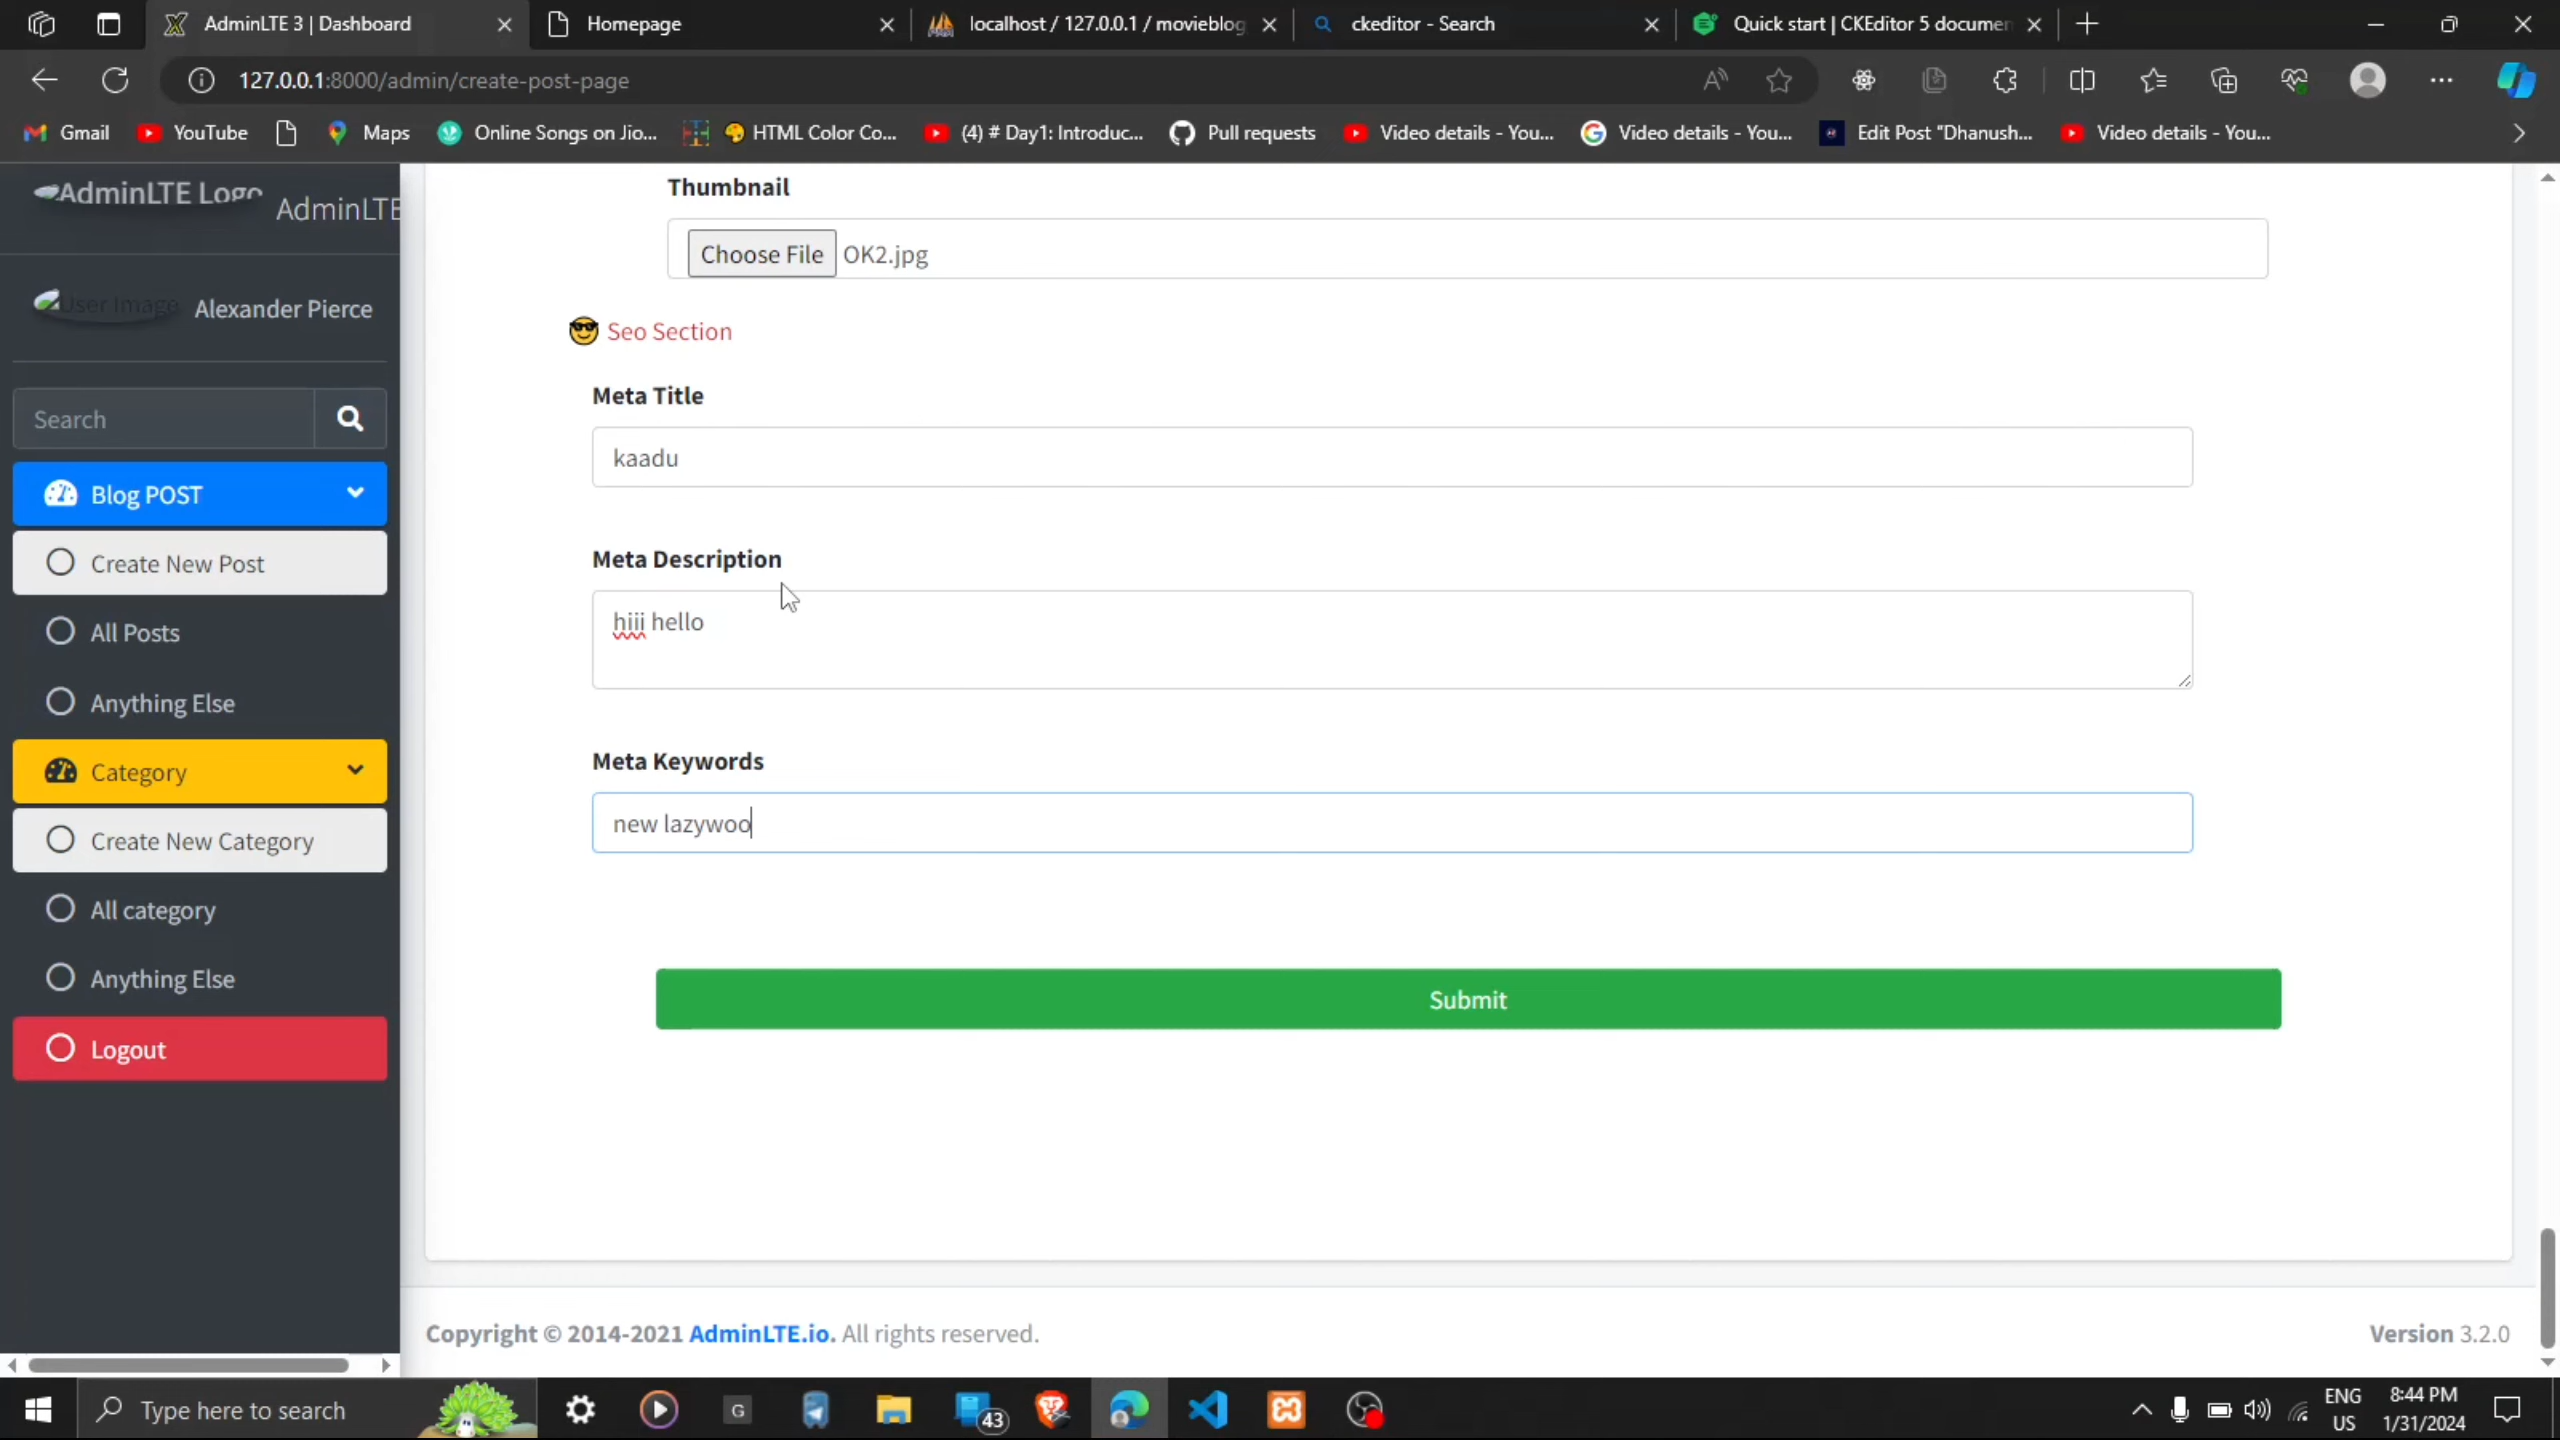 AdminLTE 3 | Dashboard
Homepage
localhost / 127.0.0.1 / movieblog
ckeditor - Search
Quick start | CKEditor 5 documen
127.0.0.1:8000/admin/create-post-page
Gmail
YouTube
Maps
Online Songs on Jio...
HTML Color Co...
(4) # Day1: Introduc...
Pull requests
Video details - You...
Video details - You...
Edit Post "Dhanush...
Video details - You...
AdminLTE Logo
AdminLTE
User Image
Alexander Pierce
Search
Blog POST
Create New Post
All Posts
Anything Else
Category
Create New Category
All category
Anything Else
Logout
Thumbnail
Choose File OK2.jpg
😎 Seo Section
Meta Title
kaadu
Meta Description
hiii hello
Meta Keywords
new lazywoo
Submit
Copyright © 2014-2021 AdminLTE.io. All rights reserved.
Version 3.2.0
Type here to search
G
43
ENG
US
8:44 PM
1/31/2024